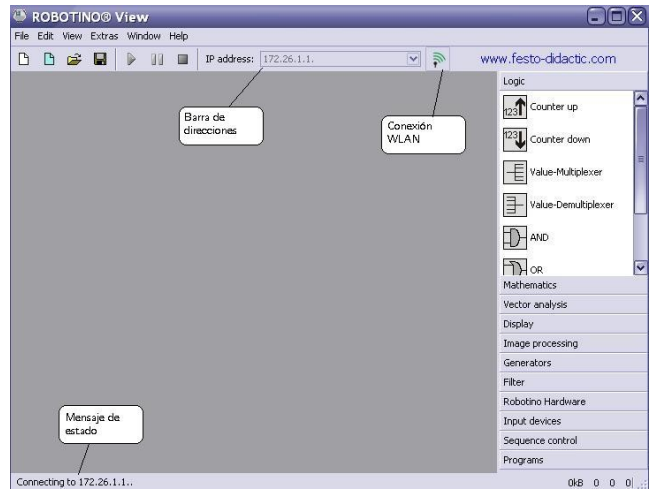 ROBOTINO® View
File Edit View Extras Window Help
IP address: 172.26.1.1.
www.festo-didactic.com
Barra de
direcciones
Conexión
WLAN
Logic
123 Counter up
123 Counter down
Value-Multiplexer
Value-Demultiplexer
AND
OR
Mathematics
Vector analysis
Display
Image processing
Generators
Filter
Robotino Hardware
Input devices
Sequence control
Programs
Mensaje de
estado
Connecting to 172.26.1.1..
0kB 0 0 0